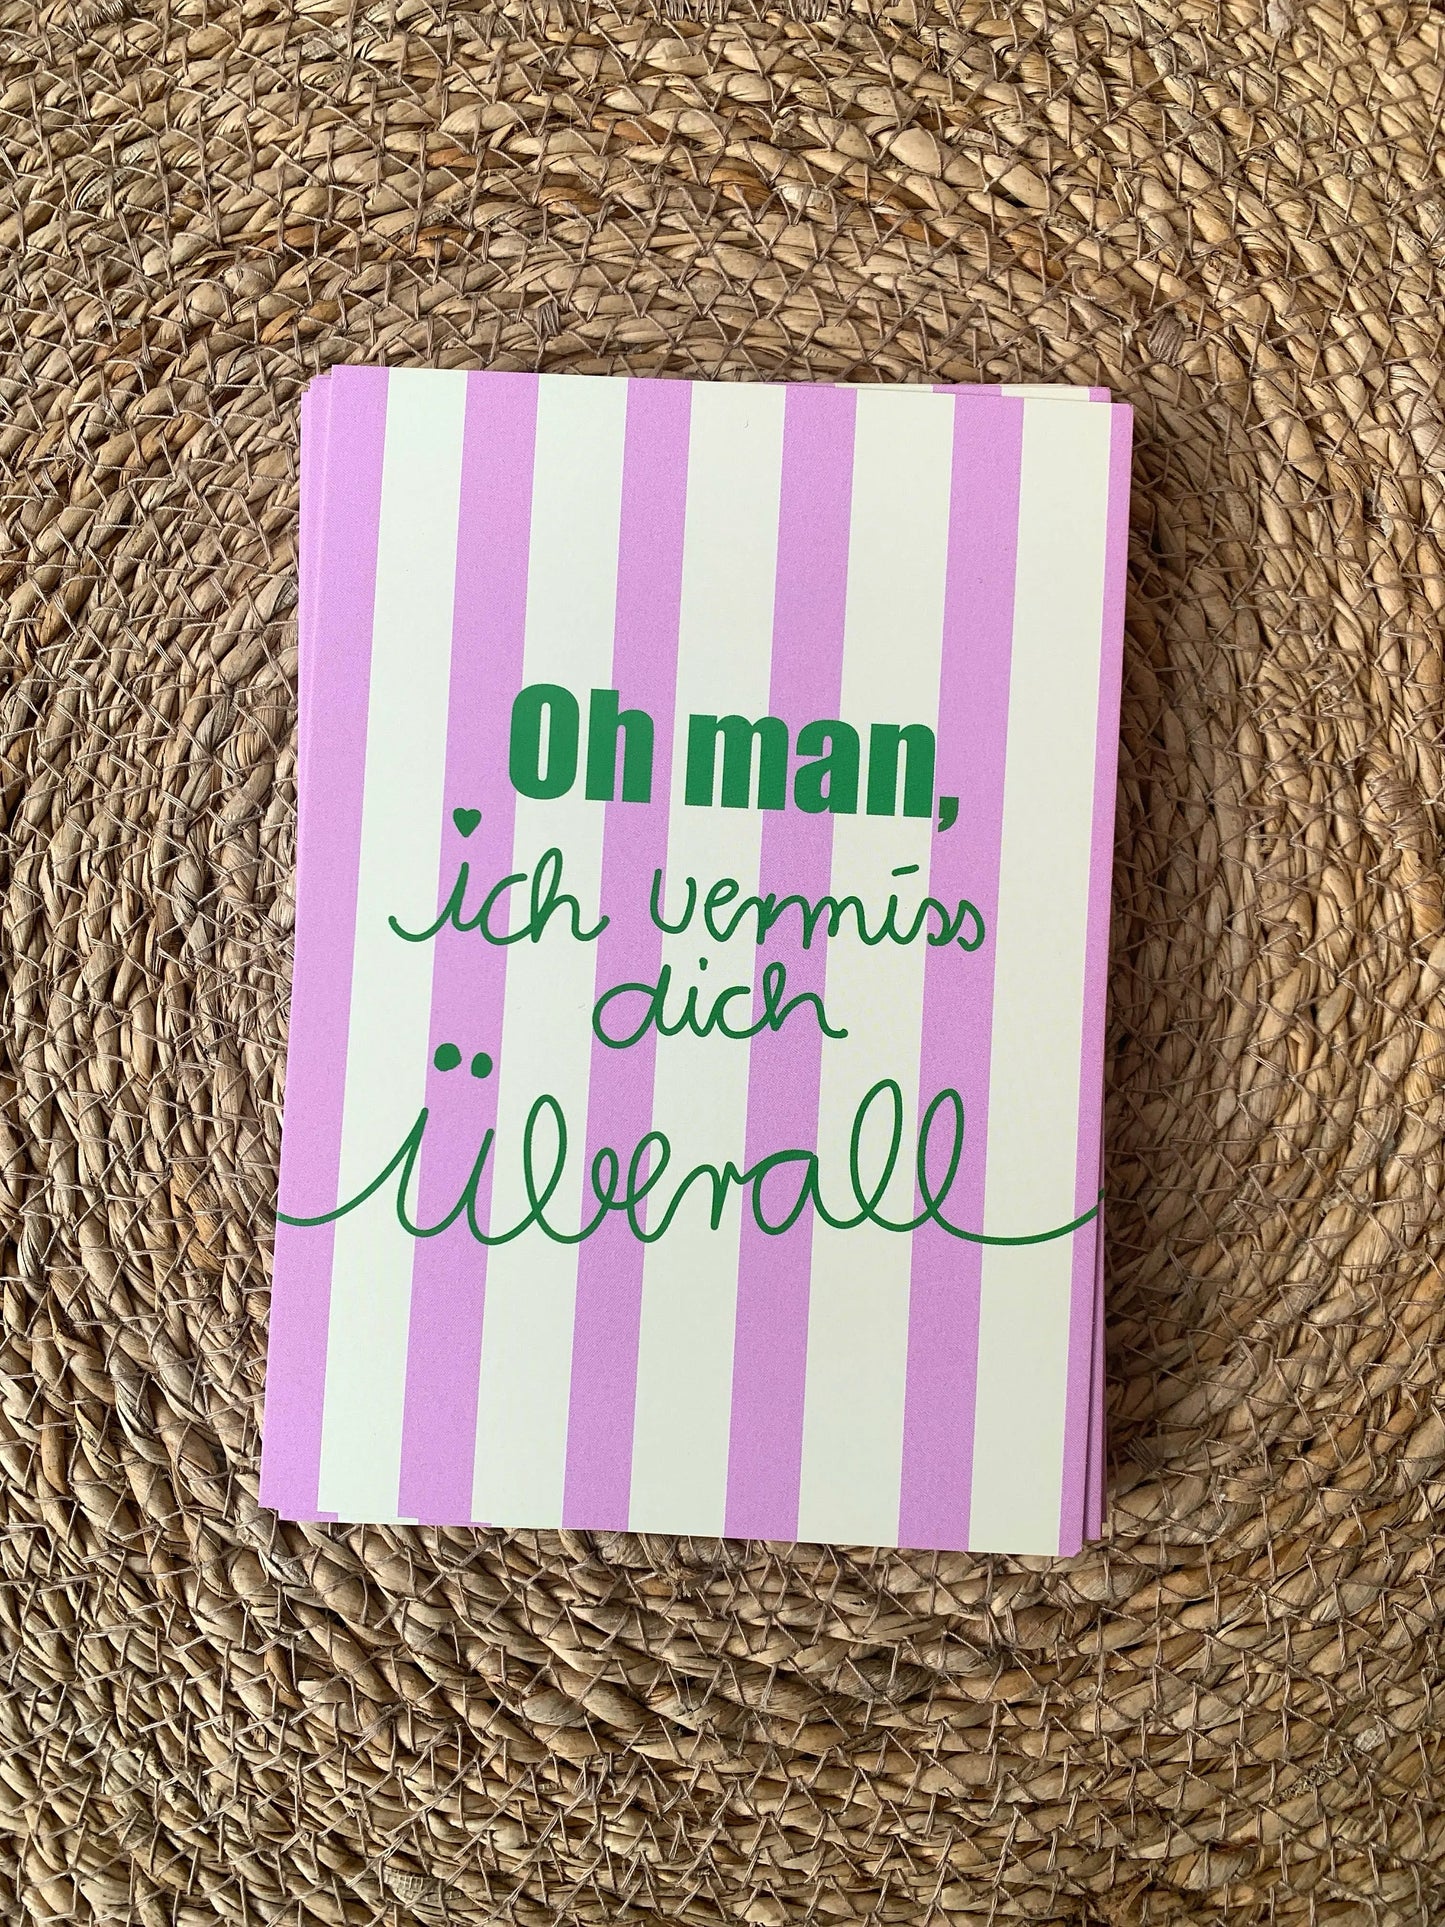 Oh man,
ich vermiss
dich
überall